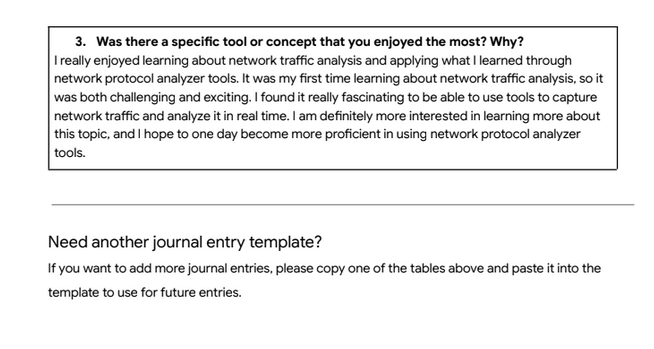 3. Was there a specific tool or concept that you enjoyed the most? Why?
I really enjoyed learning about network traffic analysis and applying what I learned through
network protocol analyzer tools. It was my first time learning about network traffic analysis, so it
was both challenging and exciting. I found it really fascinating to be able to use tools to capture
network traffic and analyze it in real time. I am definitely more interested in learning more about
this topic, and I hope to one day become more proficient in using network protocol analyzer
tools.
Need another journal entry template?
If you want to add more journal entries, please copy one of the tables above and paste it into the
template to use for future entries.